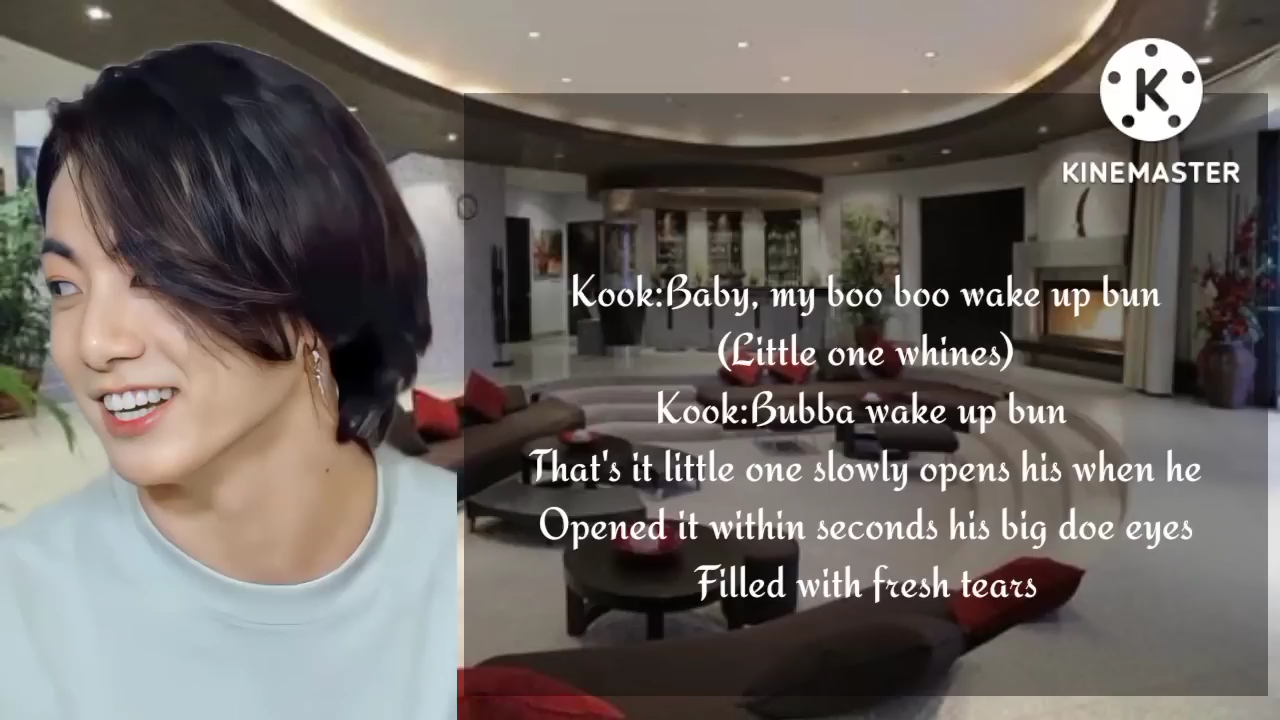 K
KINEMASTER
Kook:Baby, my boo boo wake up bun
(Little one whines)
Kook:Bubba wake up bun
That's it little one slowly opens his when he
Opened it within seconds his big doe eyes
Filled with fresh tears